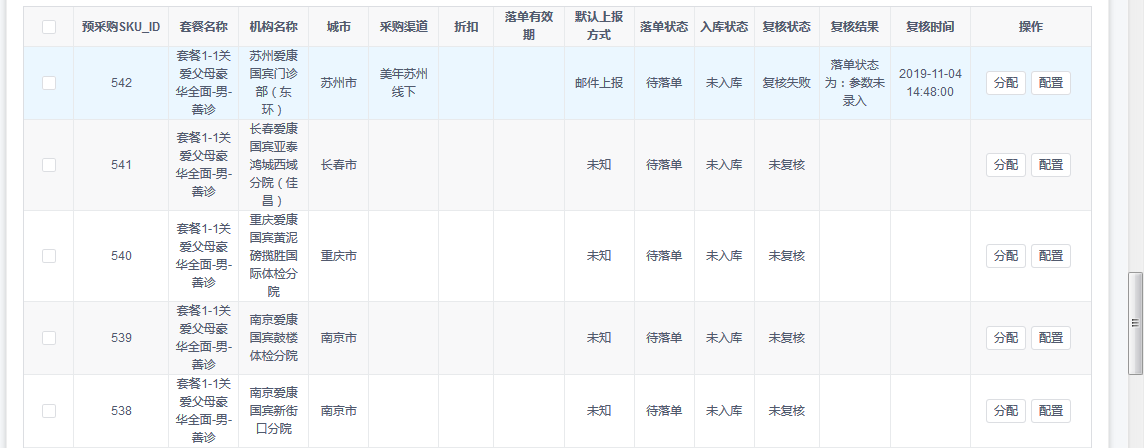 预采购SKU_ID 套餐名称 机构名称 城市 采购渠道 折扣 落单有效期 默认上报方式 落单状态 入库状态 复核状态 复核结果 复核时间 操作
542 套餐1-1关爱父母豪华全面-男-善诊 苏州爱康国宾门诊部（东环） 苏州市 美年苏州线下 邮件上报 待落单 未入库 复核失败 落单状态为：参数未录入 2019-11-04 14:48:00 分配 配置
541 套餐1-1关爱父母豪华全面-男-善诊 长春爱康国宾亚泰鸿城西域分院（佳昌） 长春市 未知 待落单 未入库 未复核 分配 配置
540 套餐1-1关爱父母豪华全面-男-善诊 重庆爱康国宾黄泥磅揽胜国际体检分院 重庆市 未知 待落单 未入库 未复核 分配 配置
539 套餐1-1关爱父母豪华全面-男-善诊 南京爱康国宾鼓楼体检分院 南京市 未知 待落单 未入库 未复核 分配 配置
538 套餐1-1关爱父母豪华全面-男-善诊 南京爱康国宾新街口分院 南京市 未知 待落单 未入库 未复核 分配 配置